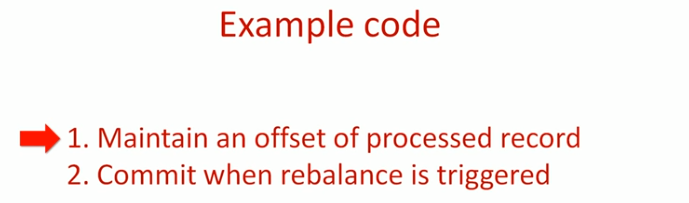 Example code
1. Maintain an offset of processed record
2. Commit when rebalance is triggered